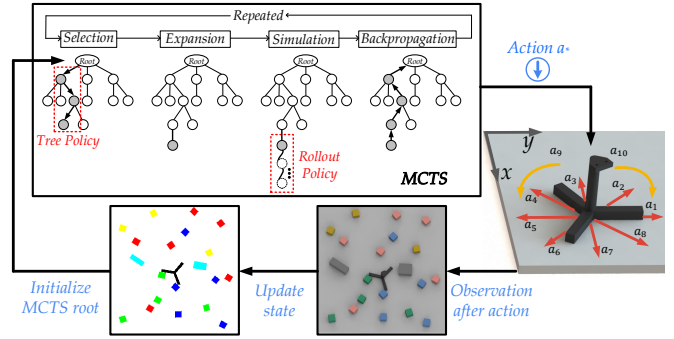 Repeated
Selection
Expansion
Simulation
Backpropagation
Root
Root
Root
Root
Tree Policy
Rollout
Policy
MCTS
Action a*
y
x
a9
a10
a3
a2
a4
a1
a5
a8
a6
a7
Initialize
MCTS root
Update
state
Observation
after action